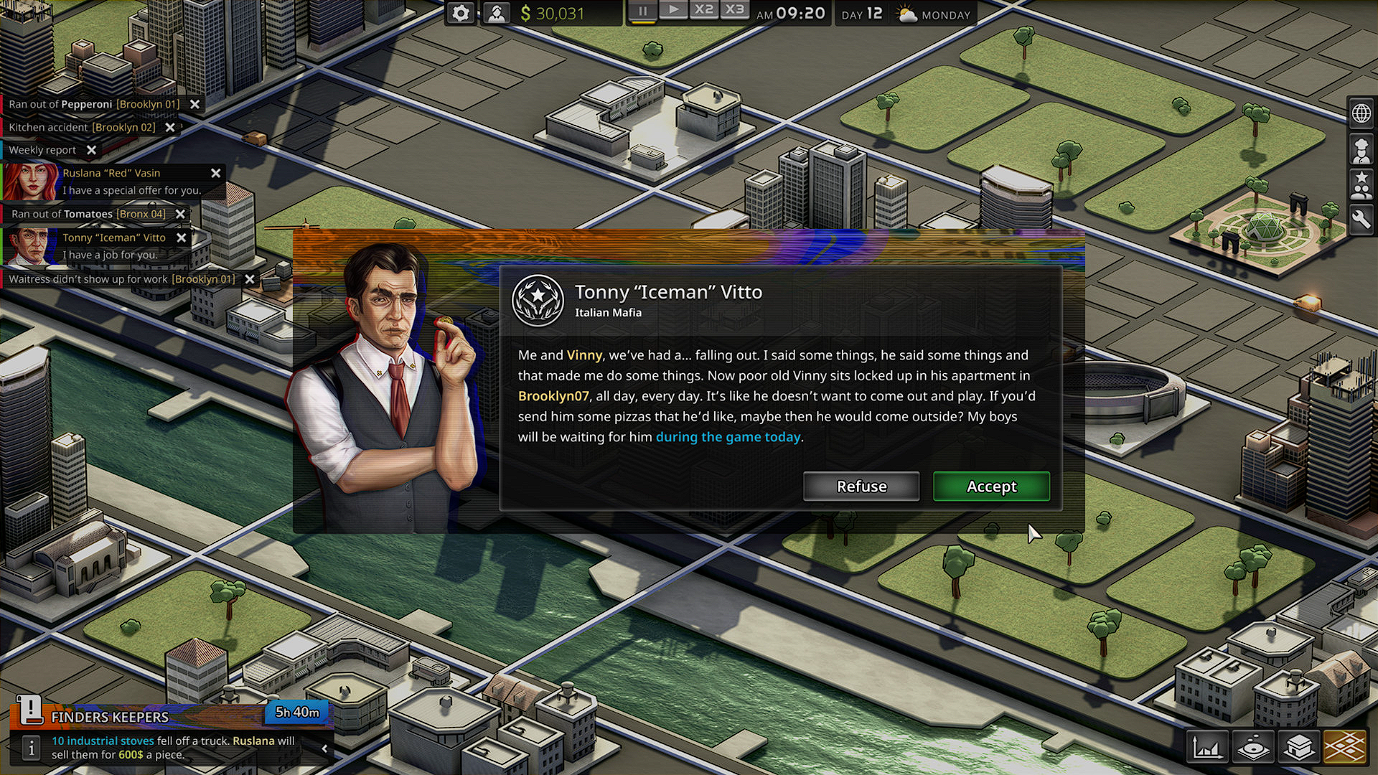 $ 30,031
X2
X3
AM 09:20
DAY 12
MONDAY
Ran out of Pepperoni [Brooklyn 01]
Kitchen accident [Brooklyn 02]
Weekly report
Ruslana “Red” Vasin
I have a special offer for you.
Ran out of Tomatoes [Bronx 04]
Tonny “Iceman” Vitto
I have a job for you.
Waitress didn’t show up for work [Brooklyn 01]
Tonny “Iceman” Vitto
Italian Mafia
Me and Vinny, we’ve had a... falling out. I said some things, he said some things and
that made me do some things. Now poor old Vinny sits locked up in his apartment in
Brooklyn07, all day, every day. It’s like he doesn’t want to come out and play. If you’d
send him some pizzas that he’d like, maybe then he would come outside? My boys
will be waiting for him during the game today.
Refuse
Accept
FINDERS KEEPERS
5h 40m
10 industrial stoves fell off a truck. Ruslana will
sell them for 600$ a piece.